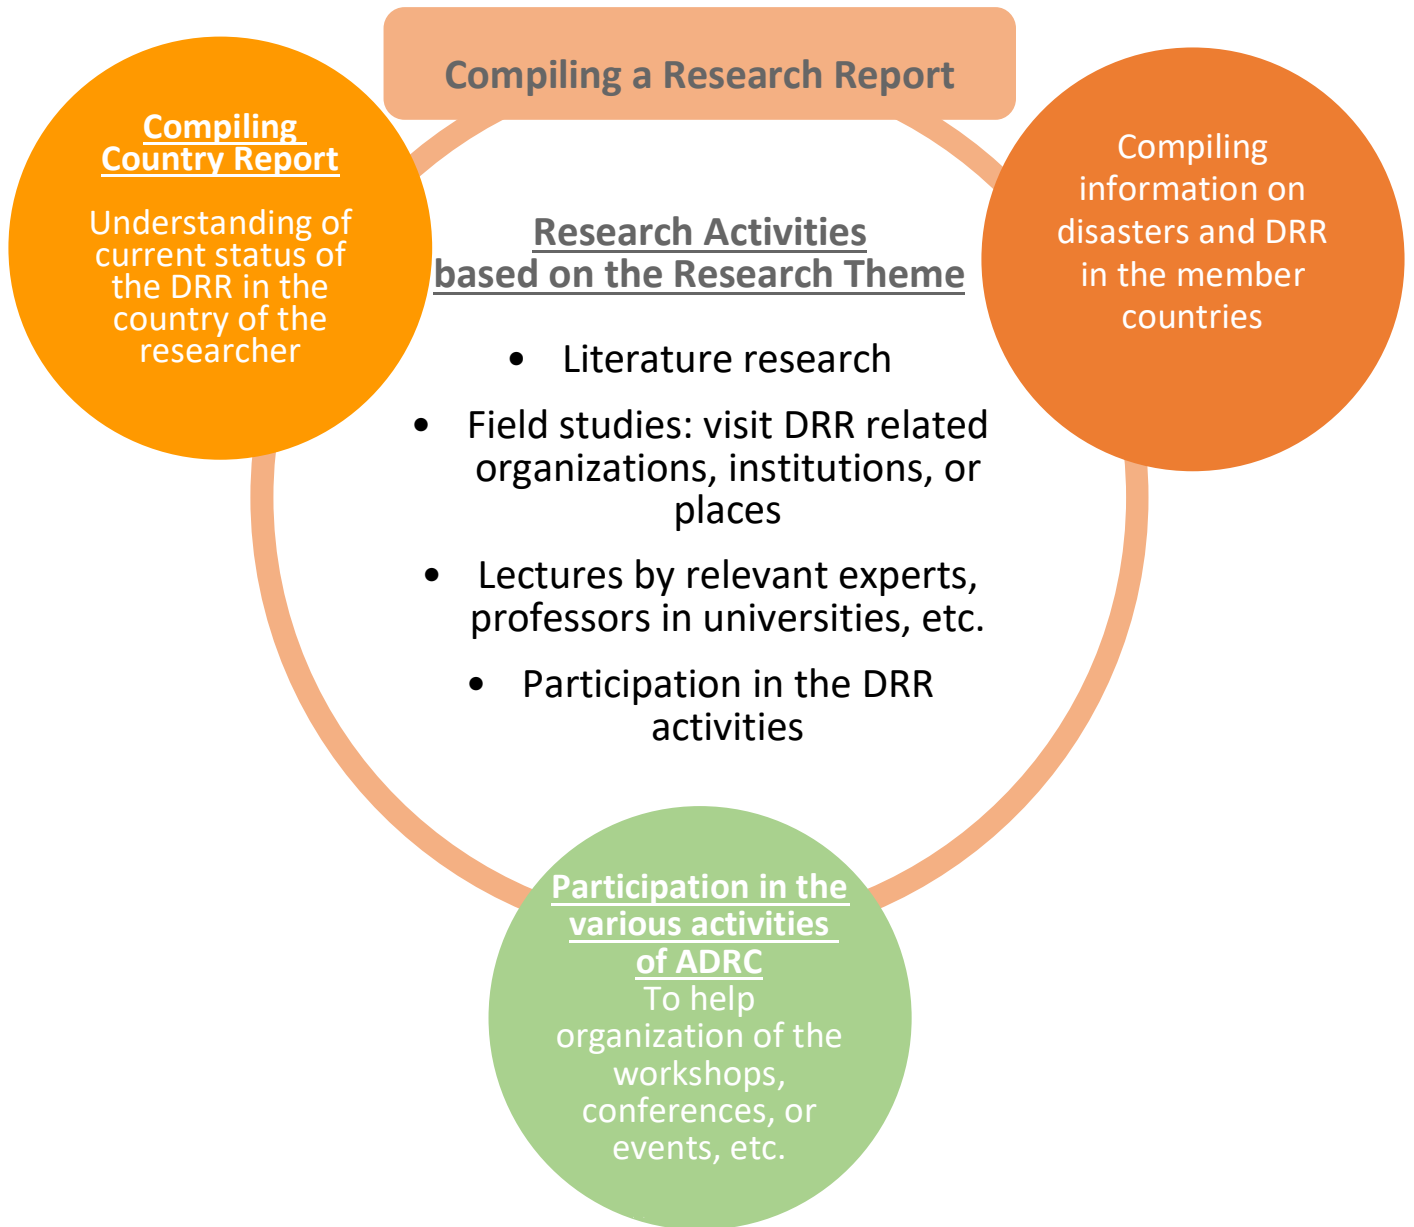 Compiling a Research Report
Compiling
Country Report
Understanding of
current status of
the DRR in the
country of the
researcher
Compiling
information on
disasters and DRR
in the member
countries
Research Activities
based on the Research Theme
• Literature research
• Field studies: visit DRR related
organizations, institutions, or
places
• Lectures by relevant experts,
professors in universities, etc.
• Participation in the DRR
activities
Participation in the
various activities
of ADRC
To help
organization of the
workshops,
conferences, or
events, etc.